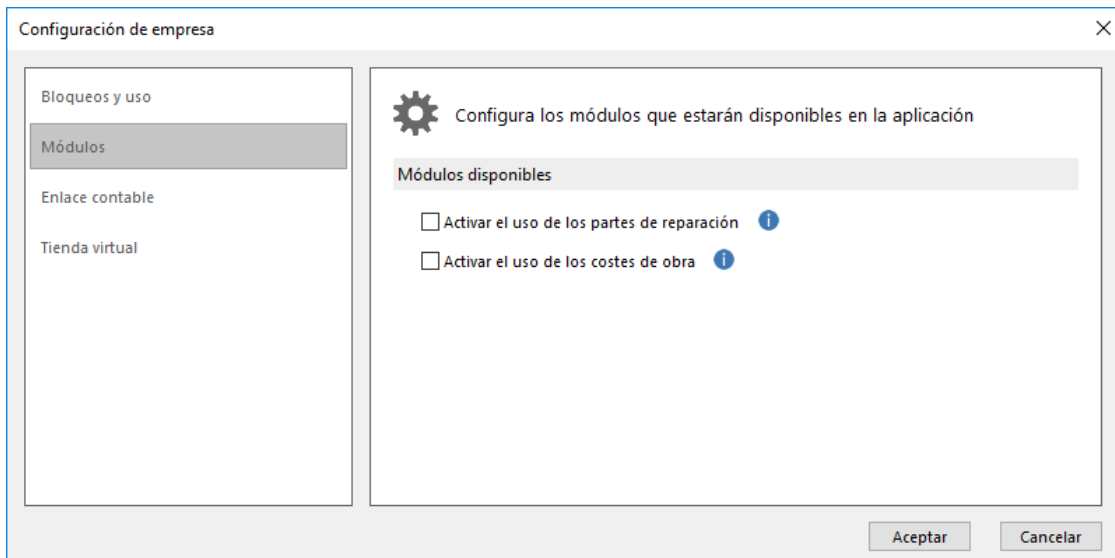 Configuración de empresa
Bloqueos y uso
Módulos
Enlace contable
Tienda virtual
Configura los módulos que estarán disponibles en la aplicación
Módulos disponibles
Activar el uso de los partes de reparación
Activar el uso de los costes de obra
Aceptar
Cancelar